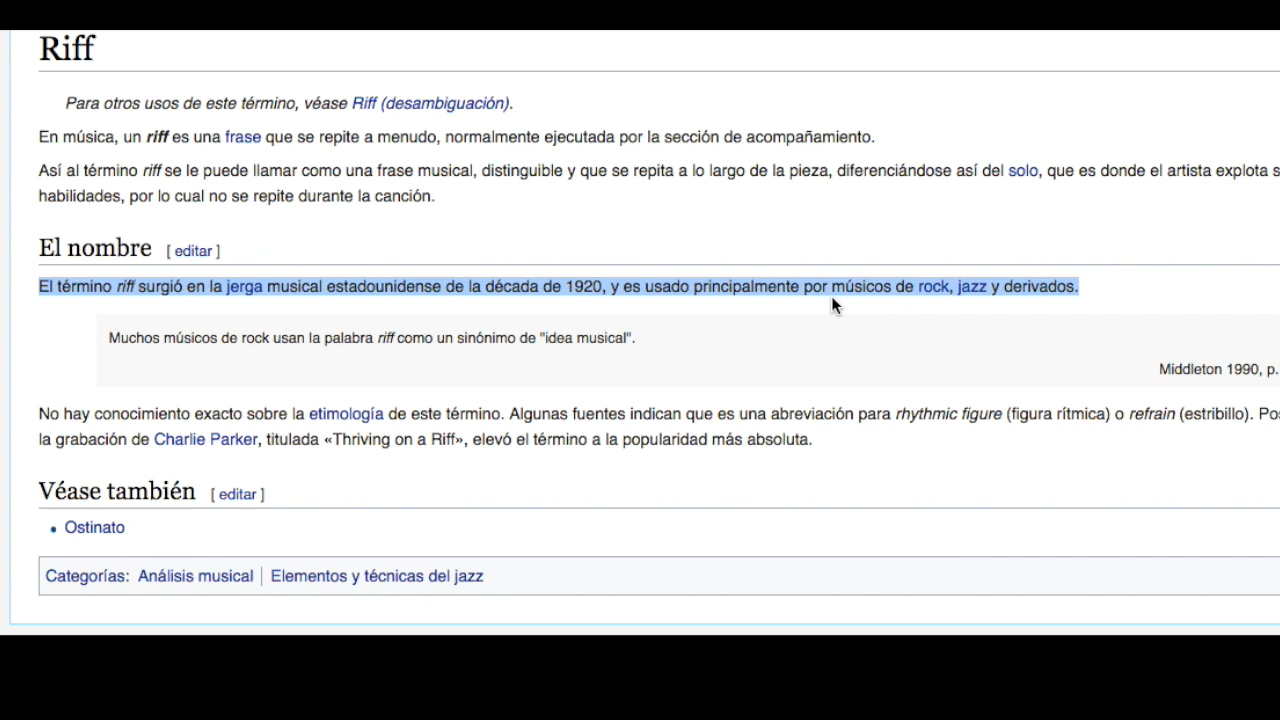 Riff
Para otros usos de este término, véase Riff (desambiguación).
En música, un riff es una frase que se repite a menudo, normalmente ejecutada por la sección de acompañamiento.
Así al término riff se le puede llamar como una frase musical, distinguible y que se repita a lo largo de la pieza, diferenciándose así del solo, que es donde el artista explota
habilidades, por lo cual no se repite durante la canción.
El nombre [ editar ]
El término riff surgió en la jerga musical estadounidense de la década de 1920, y es usado principalmente por músicos de rock, jazz y derivados.
Muchos músicos de rock usan la palabra riff como un sinónimo de "idea musical".
Middleton 1990, p.
No hay conocimiento exacto sobre la etimología de este término. Algunas fuentes indican que es una abreviación para rhythmic figure (figura rítmica) o refrain (estribillo).
la grabación de Charlie Parker, titulada «Thriving on a Riff», elevó el término a la popularidad más absoluta.
Véase también [ editar ]
Ostinato
Categorías: Análisis musical | Elementos y técnicas del jazz